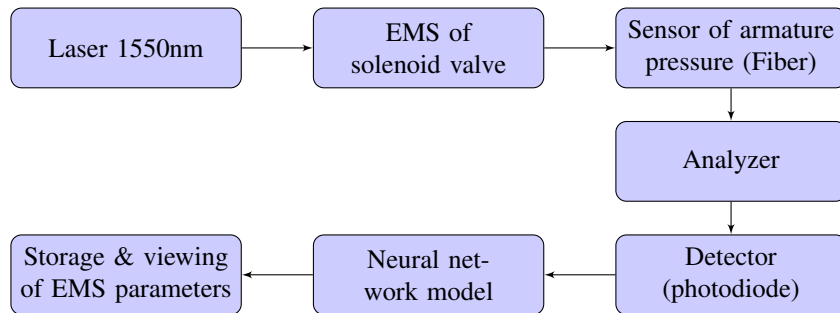 Laser 1550nm
EMS of
solenoid valve
Sensor of armature
pressure (Fiber)
Analyzer
Detector
(photodiode)
Neural net-
work model
Storage & viewing
of EMS parameters